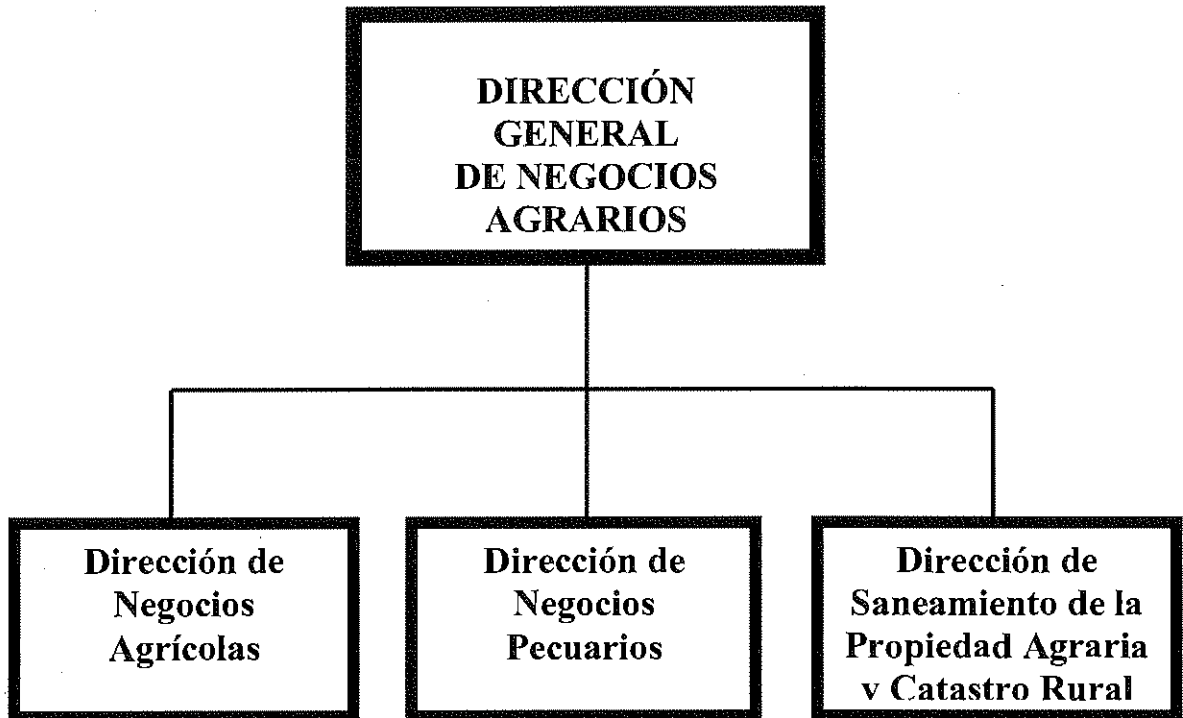 DIRECCIÓN
GENERAL
DE NEGOCIOS
AGRARIOS
Dirección de
Negocios
Agrícolas
Dirección de
Negocios
Pecuarios
Dirección de
Saneamiento de la
Propiedad Agraria
y Catastro Rural